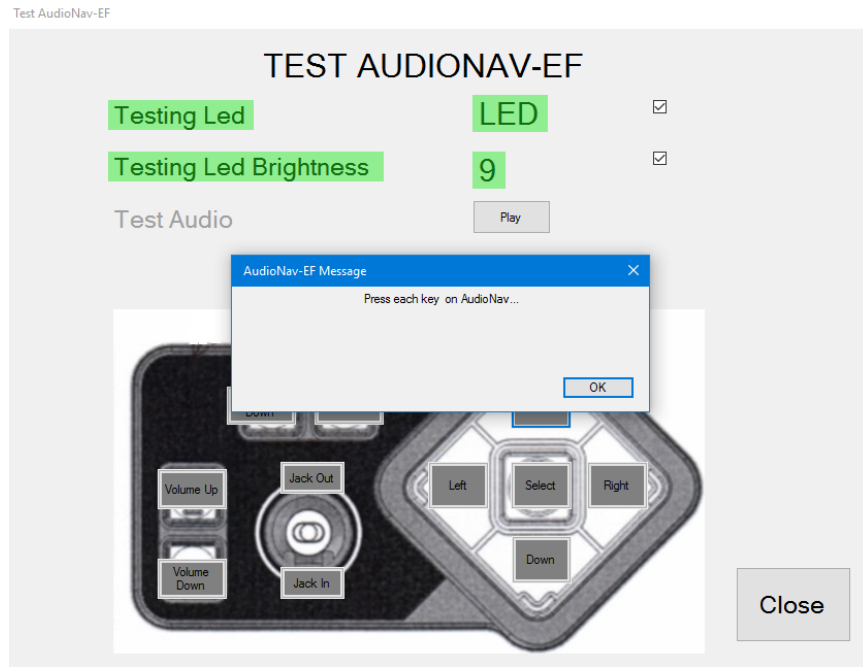 Test AudioNav-EF
TEST AUDIONAV-EF
Testing Led
LED
Testing Led Brightness
9
Test Audio
Play
AudioNav-EF Message
Press each key on AudioNav...
OK
Down
Volume Up
Jack Out
Left
Select
Right
Volume
Down
Jack In
Down
Close